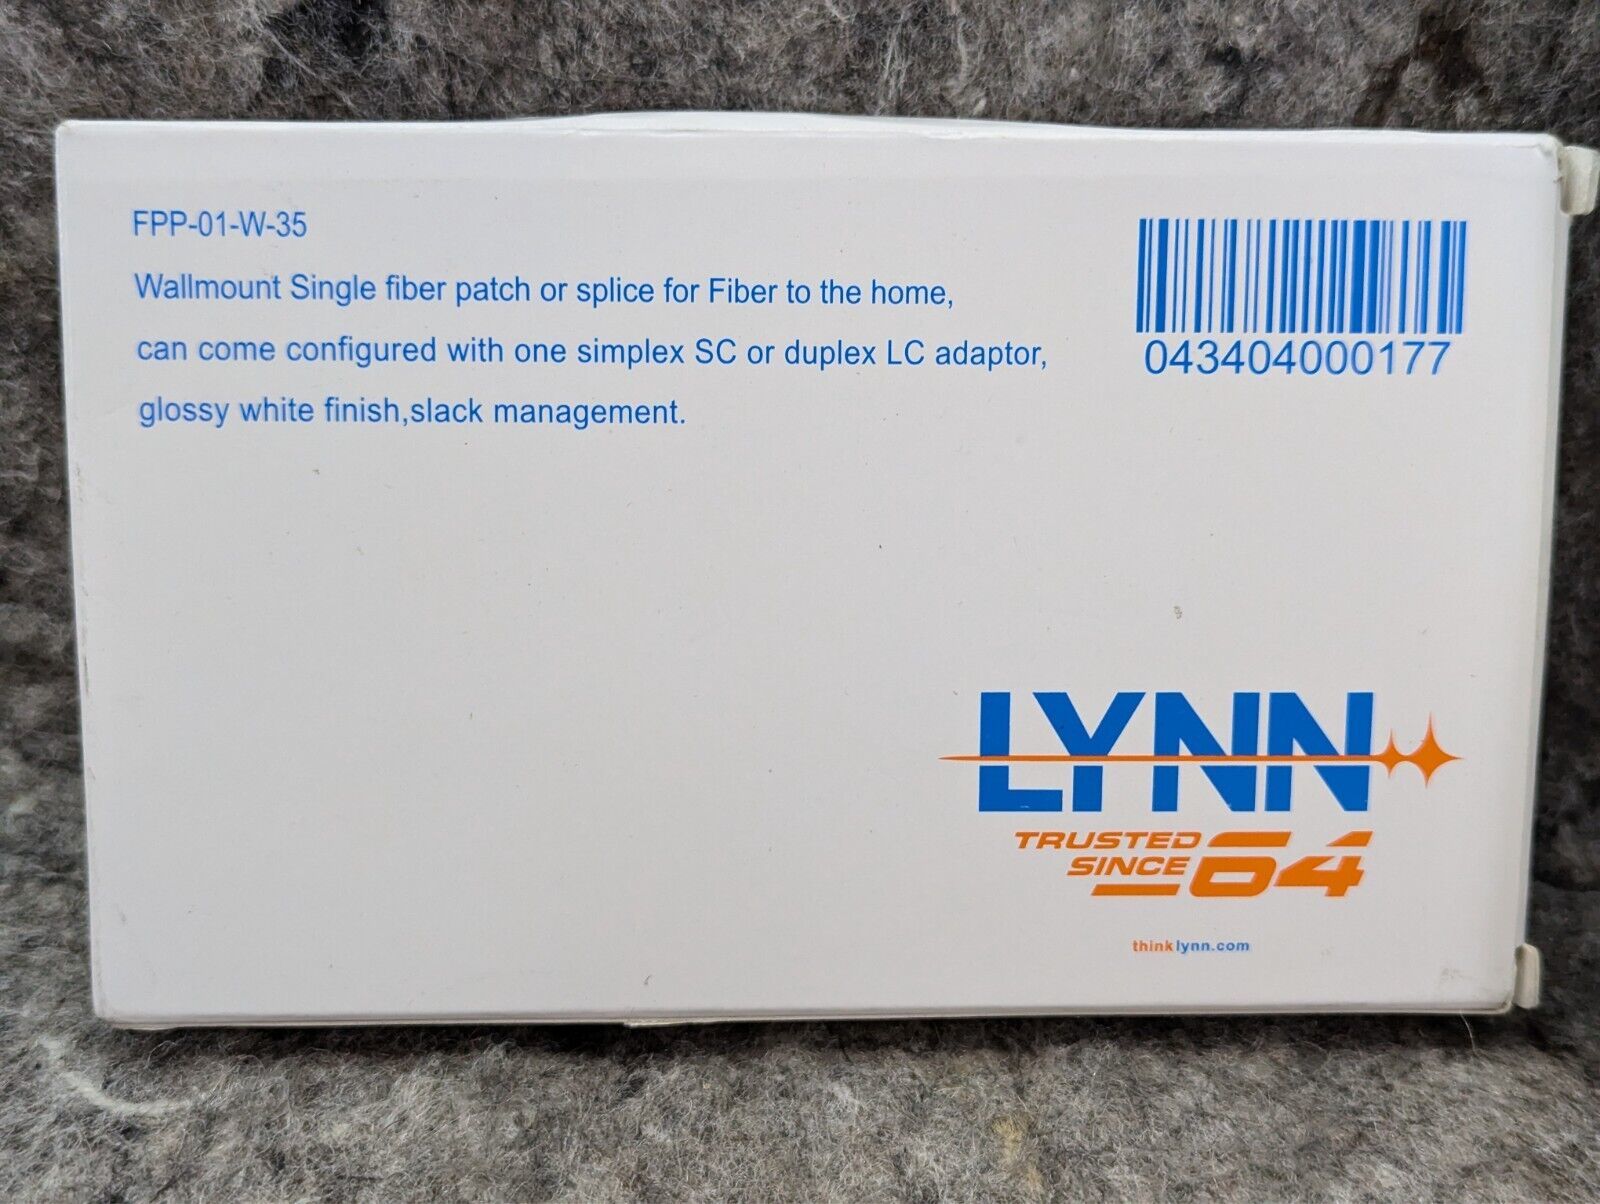 FPP-01-W-35
Wallmount Single fiber patch or splice for Fiber to the home,
can come configured with one simplex SC or duplex LC adaptor,
glossy white finish,slack management.
043404000177
LYNN
TRUSTED
SINCE 64
thinklynn.com